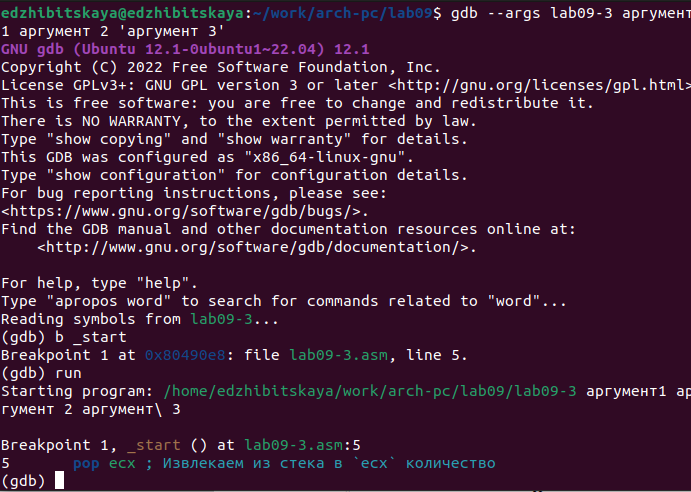 edzhibitskaya@edzhibitskaya:~/work/arch-pc/lab09$ gdb --args lab09-3 аргумент
1 аргумент 2 'аргумент 3'
GNU gdb (Ubuntu 12.1-0ubuntu1~22.04) 12.1
Copyright (C) 2022 Free Software Foundation, Inc.
License GPLv3+: GNU GPL version 3 or later <http://gnu.org/licenses/gpl.html>
This is free software: you are free to change and redistribute it.
There is NO WARRANTY, to the extent permitted by law.
Type "show copying" and "show warranty" for details.
This GDB was configured as "x86_64-linux-gnu".
Type "show configuration" for configuration details.
For bug reporting instructions, please see:
<https://www.gnu.org/software/gdb/bugs/>.
Find the GDB manual and other documentation resources online at:
    <http://www.gnu.org/software/gdb/documentation/>.

For help, type "help".
Type "apropos word" to search for commands related to "word"...
Reading symbols from lab09-3...
(gdb) b _start
Breakpoint 1 at 0x80490e8: file lab09-3.asm, line 5.
(gdb) run
Starting program: /home/edzhibitskaya/work/arch-pc/lab09/lab09-3 аргумент1 ар
гумент 2 аргумент\ 3

Breakpoint 1, _start () at lab09-3.asm:5
5       pop ecx ; Извлекаем из стека в `ecx` количество
(gdb)